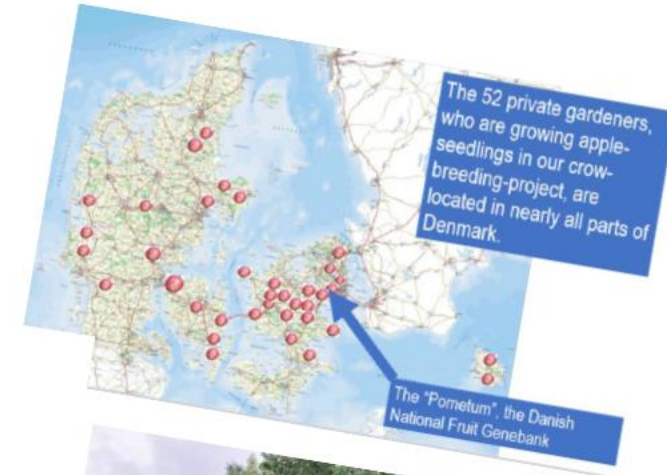 The 52 private gardeners,
who are growing apple-
seedlings in our crow-
breeding-project, are
located in nearly all parts of
Denmark.
The "Pometum", the Danish
National Fruit Genebank